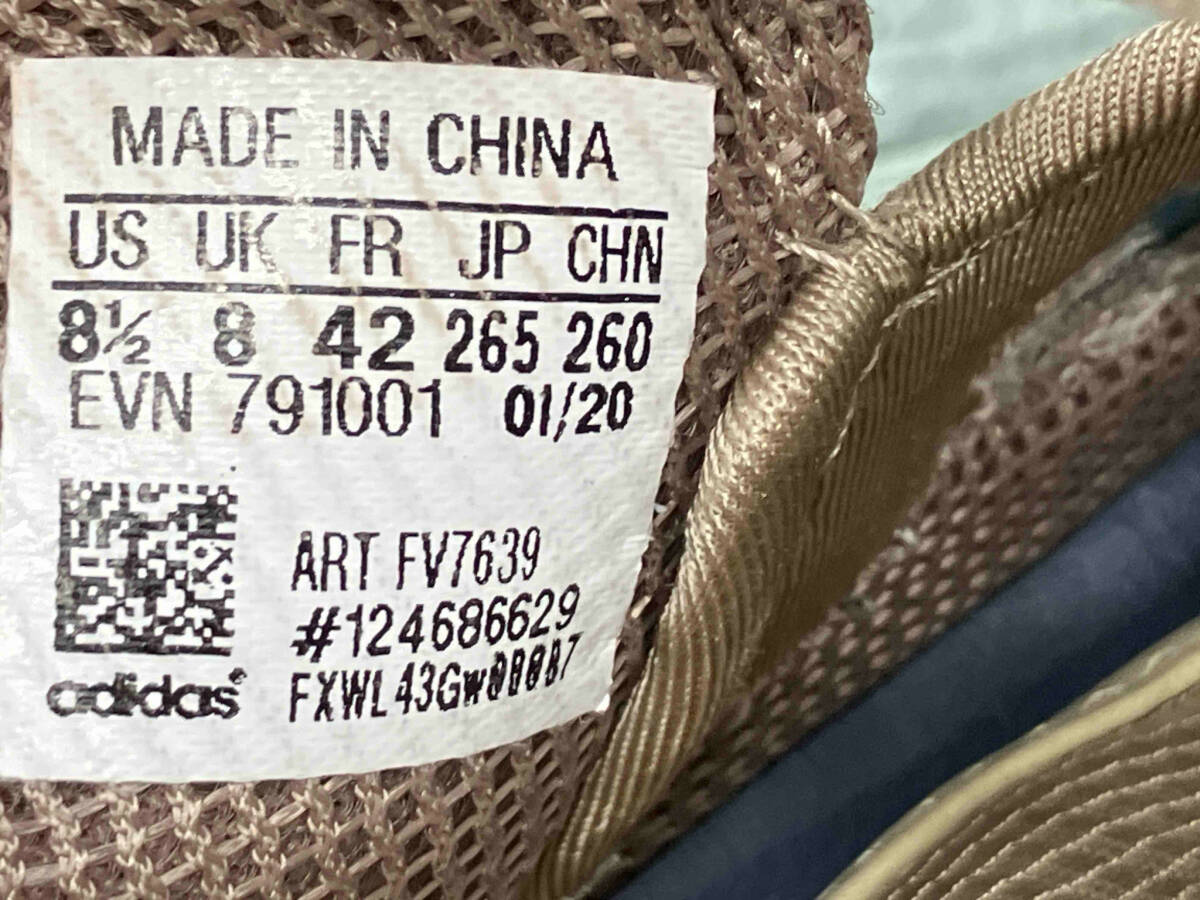 MADE IN CHINA
US UK FR JP CHN
8½ 8 42 265 260
EVN 791001 01/20
ART FV7639
#124686629
adidas